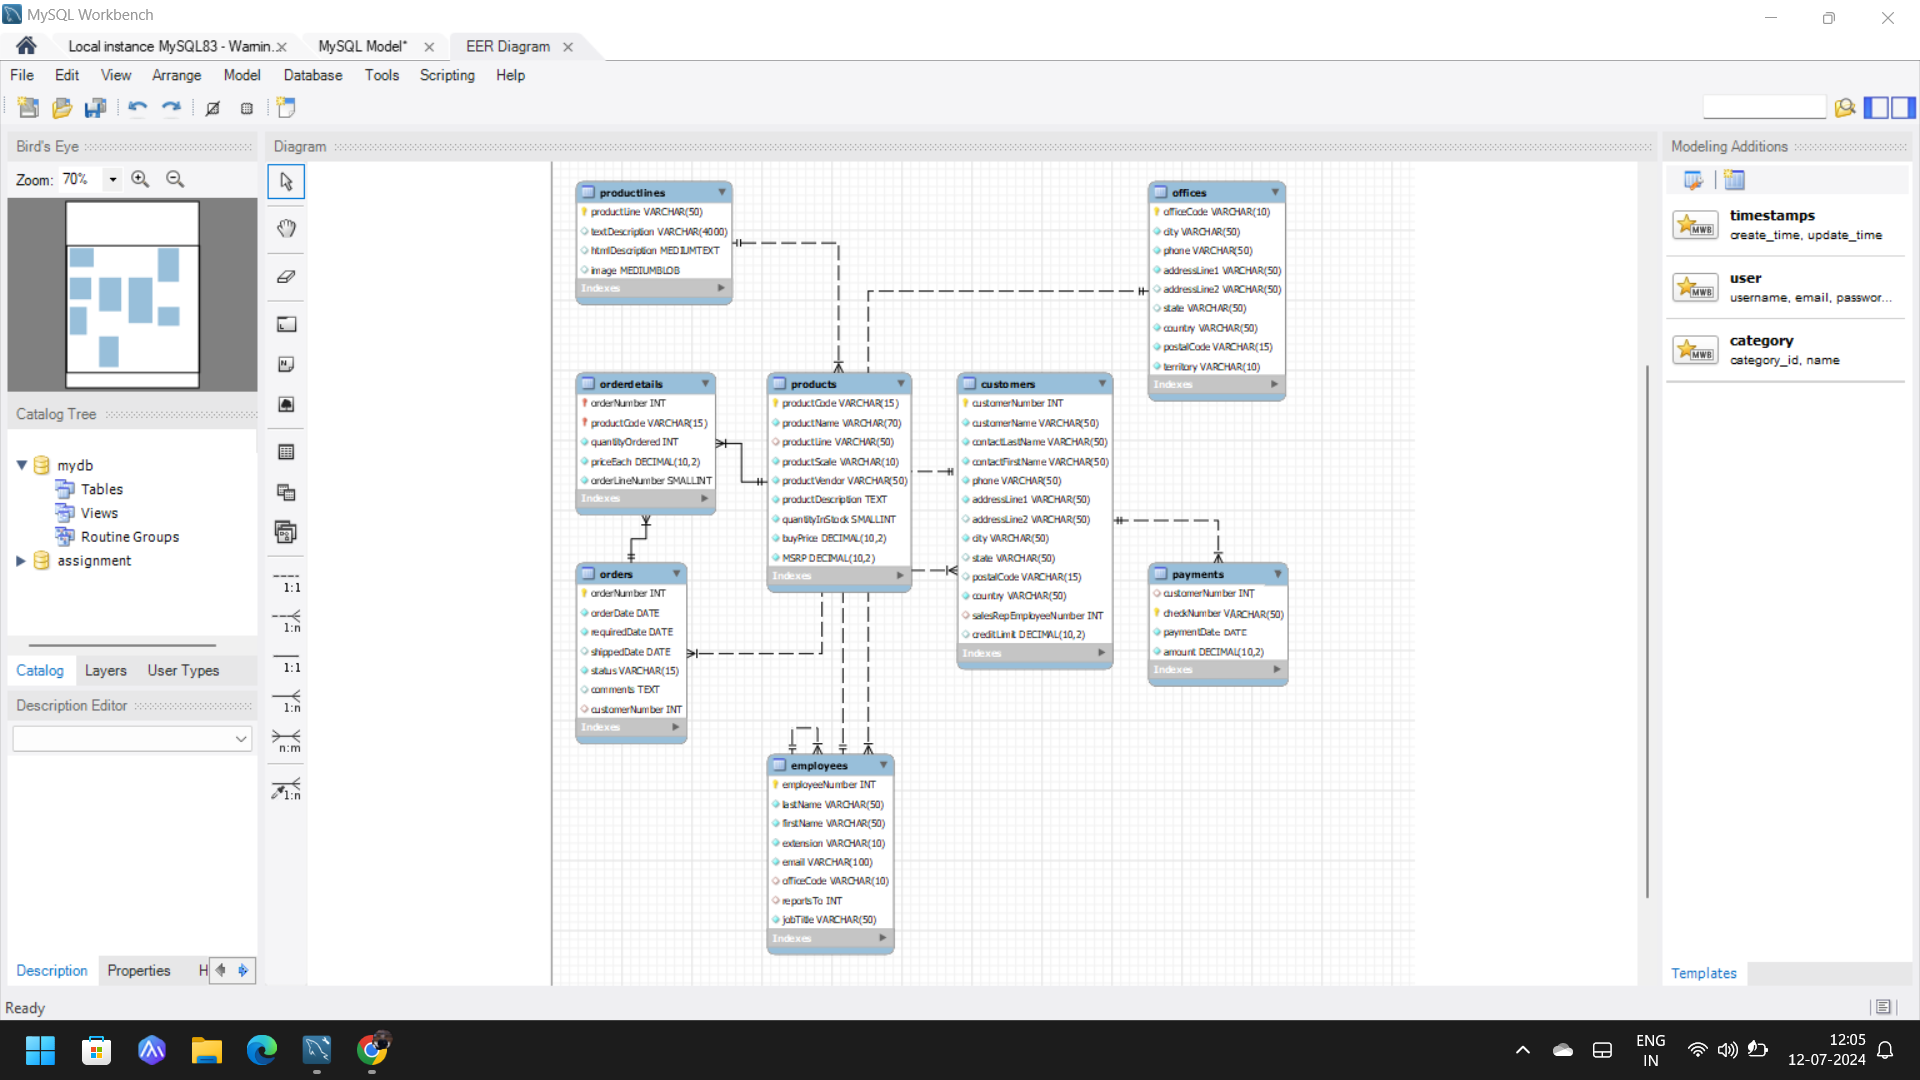 MySQL Workbench
Local instance MySQL83 - Warnin...
MySQL Model*
EER Diagram
File Edit View Arrange Model Database Tools Scripting Help
Bird's Eye
Zoom: 70%
Catalog Tree
mydb
Tables
Views
Routine Groups
assignment
Catalog Layers User Types
Description Editor
Description Properties H
Ready
Diagram
1:1
1:n
1:1
1:n
n:m
1:n
productlines
productLine VARCHAR(50)
textDescription VARCHAR(4000)
htmlDescription MEDIUMTEXT
image MEDIUMBLOB
Indexes
offices
officeCode VARCHAR(10)
city VARCHAR(50)
phone VARCHAR(50)
addressLine1 VARCHAR(50)
addressLine2 VARCHAR(50)
state VARCHAR(50)
country VARCHAR(50)
postalCode VARCHAR(15)
territory VARCHAR(10)
Indexes
orderdetails
orderNumber INT
productCode VARCHAR(15)
quantityOrdered INT
priceEach DECIMAL(10,2)
orderLineNumber SMALLINT
Indexes
products
productCode VARCHAR(15)
productName VARCHAR(70)
productLine VARCHAR(50)
productScale VARCHAR(10)
productVendor VARCHAR(50)
productDescription TEXT
quantityInStock SMALLINT
buyPrice DECIMAL(10,2)
MSRP DECIMAL(10,2)
Indexes
customers
customerNumber INT
customerName VARCHAR(50)
contactLastName VARCHAR(50)
contactFirstName VARCHAR(50)
phone VARCHAR(50)
addressLine1 VARCHAR(50)
addressLine2 VARCHAR(50)
city VARCHAR(50)
state VARCHAR(50)
postalCode VARCHAR(15)
country VARCHAR(50)
salesRepEmployeeNumber INT
creditLimit DECIMAL(10,2)
Indexes
orders
orderNumber INT
orderDate DATE
requiredDate DATE
shippedDate DATE
status VARCHAR(15)
comments TEXT
customerNumber INT
Indexes
payments
customerNumber INT
checkNumber VARCHAR(50)
paymentDate DATE
amount DECIMAL(10,2)
Indexes
employees
employeeNumber INT
lastName VARCHAR(50)
firstName VARCHAR(50)
extension VARCHAR(10)
email VARCHAR(100)
officeCode VARCHAR(10)
reportsTo INT
jobTitle VARCHAR(50)
Indexes
Modeling Additions
MWB
timestamps
create_time, update_time
MWB
user
username, email, passwor...
MWB
category
category_id, name
Templates
ENG
IN
12:05
12-07-2024